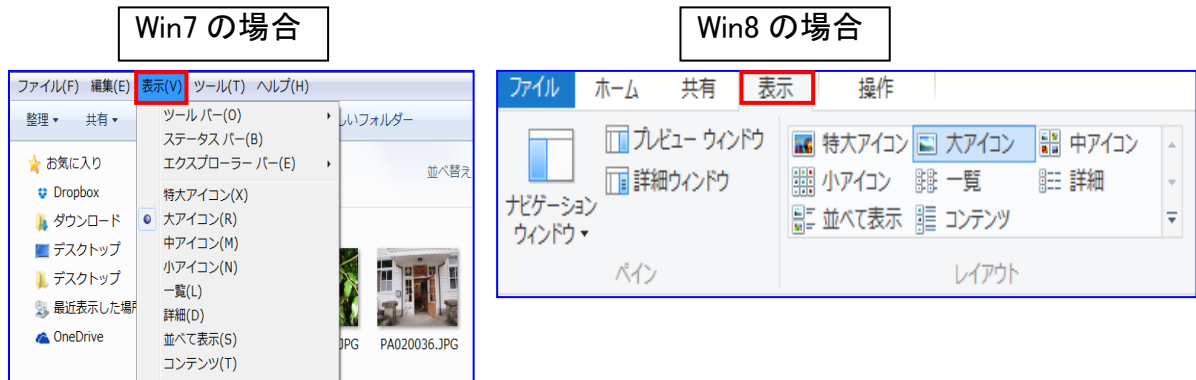 Win7 の場合
Win8 の場合
ファイル(F) 編集(E) 表示(V) ツール(T) ヘルプ(H)
整理 共有 しいフォルダー
お気に入り
Dropbox
ダウンロード
デスクトップ
デスクトップ
最近表示した場所
OneDrive
ツール バー(O)
ステータス バー(B)
エクスプローラー バー(E)
特大アイコン(X)
大アイコン(R)
中アイコン(M)
小アイコン(N)
一覧(L)
詳細(D)
並べて表示(S)
コンテンツ(T)
並べ替え
JPG PA020036.JPG
ファイル ホーム 共有 表示 操作
ナビゲーション
ウィンドウ
プレビュー ウィンドウ
詳細ウィンドウ
ペイン
特大アイコン 大アイコン 中アイコン
小アイコン 一覧 詳細
並べて表示 コンテンツ
レイアウト